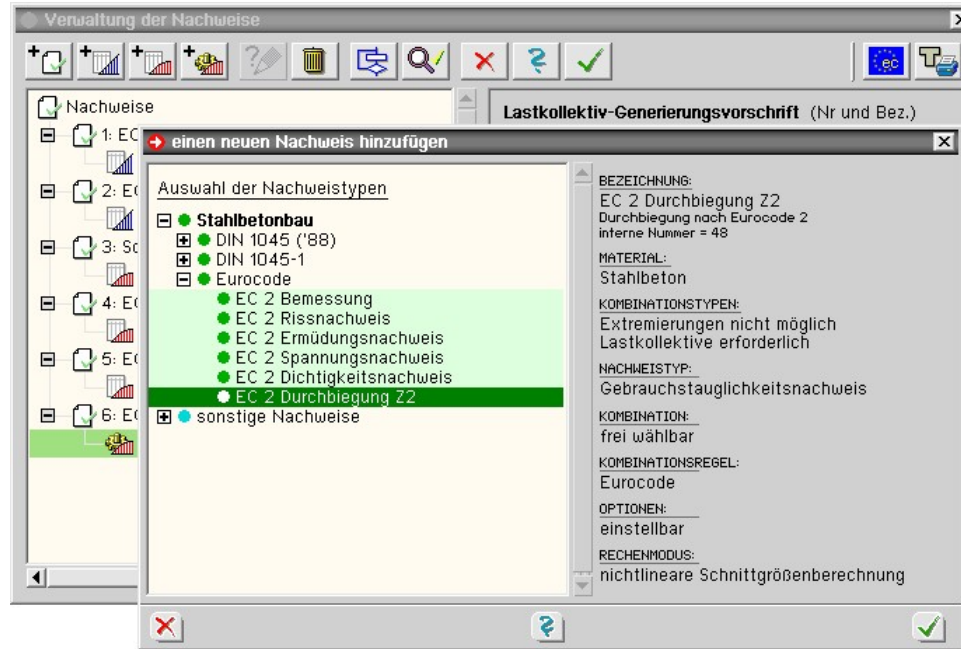 Verwaltung der Nachweise
ec
T
Nachweise
Lastkollektiv-Generierungsvorschrift (Nr und Bez.)
1: EC
2: EC
3: Sc
4: EC
5: EC
6: EC
einen neuen Nachweis hinzufügen
Auswahl der Nachweistypen
Stahlbetonbau
DIN 1045 ('88)
DIN 1045-1
Eurocode
EC 2 Bemessung
EC 2 Rissnachweis
EC 2 Ermüdungsnachweis
EC 2 Spannungsnachweis
EC 2 Dichtigkeitsnachweis
EC 2 Durchbiegung Z2
sonstige Nachweise
BEZEICHNUNG:
EC 2 Durchbiegung Z2
Durchbiegung nach Eurocode 2
interne Nummer = 48
MATERIAL:
Stahlbeton
KOMBINATIONSTYPEN:
Extremierungen nicht möglich
Lastkollektive erforderlich
NACHWEISTYP:
Gebrauchstauglichkeitsnachweis
KOMBINATION:
frei wählbar
KOMBINATIONSREGEL:
Eurocode
OPTIONEN:
einstellbar
RECHENMODUS:
nichtlineare Schnittgrößenberechnung